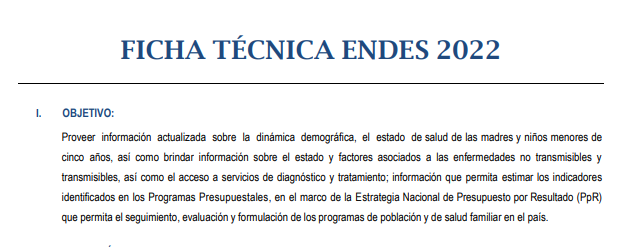 FICHA TÉCNICA ENDES 2022
I. OBJETIVO:
Proveer información actualizada sobre la dinámica demográfica, el estado de salud de las madres y niños menores de
cinco años, así como brindar información sobre el estado y factores asociados a las enfermedades no transmisibles y
transmisibles, así como el acceso a servicios de diagnóstico y tratamiento; información que permita estimar los indicadores
identificados en los Programas Presupuestales, en el marco de la Estrategia Nacional de Presupuesto por Resultado (PpR)
que permita el seguimiento, evaluación y formulación de los programas de población y de salud familiar en el país.